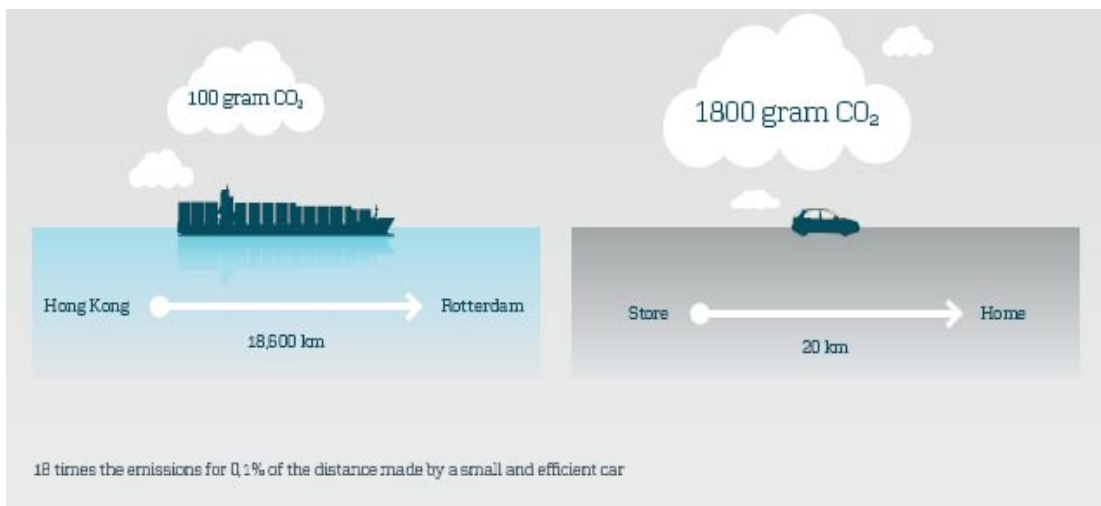 100 gram CO₂
1800 gram CO₂
Hong Kong
Rotterdam
18,600 km
Store
Home
20 km
18 times the emissions for 0,1% of the distance made by a small and efficient car